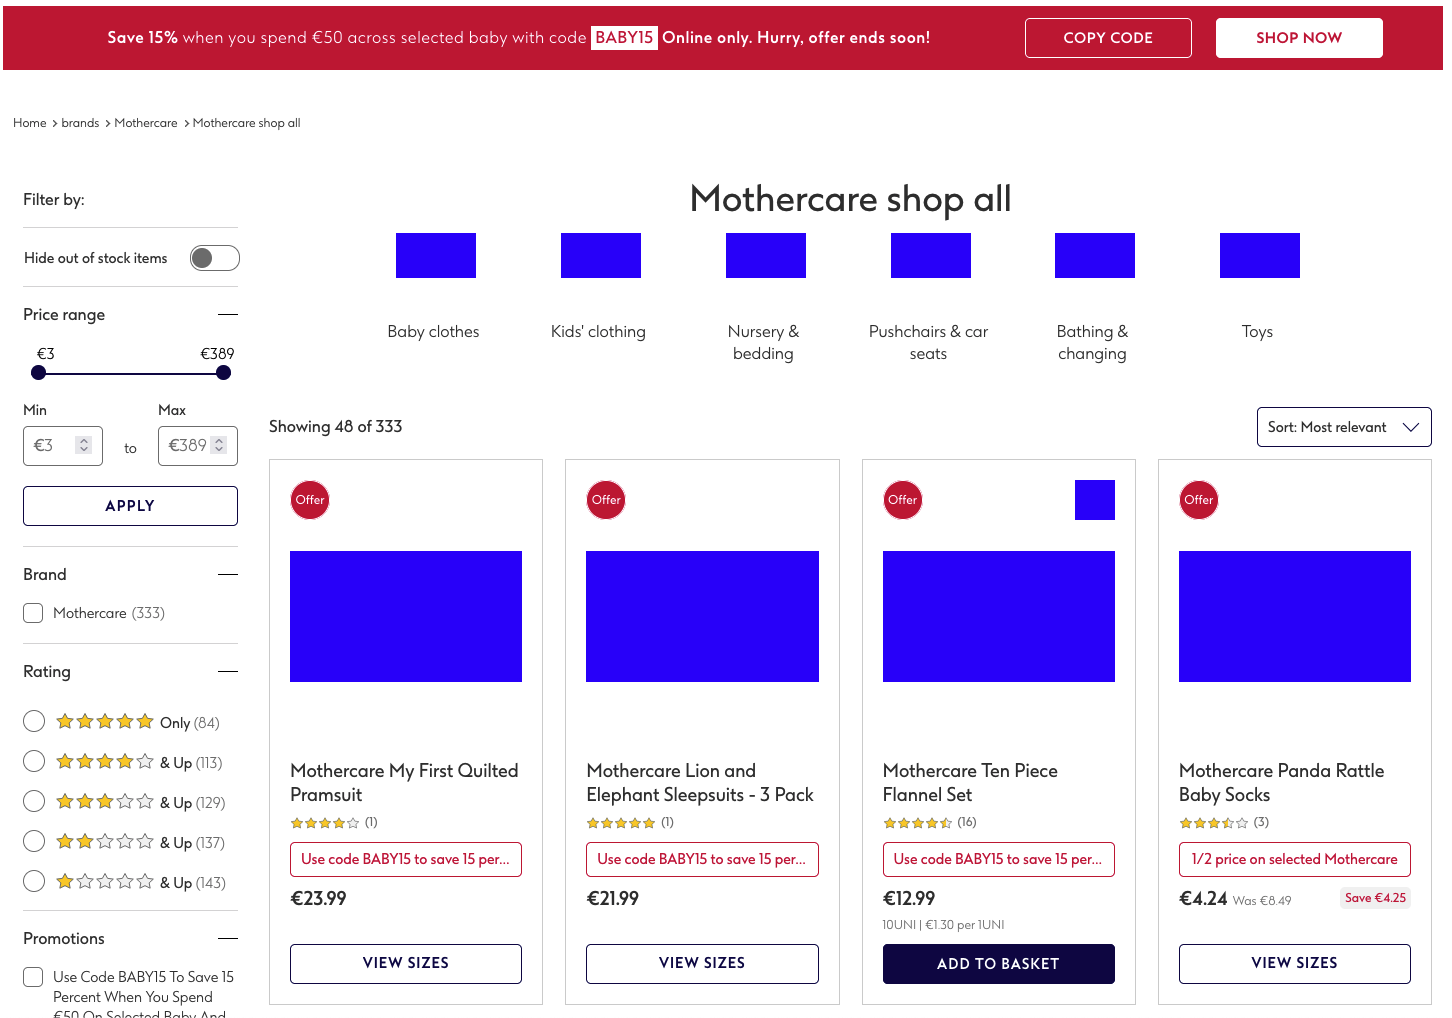 Save 15% when you spend €50 across selected baby with code BABY15 Online only. Hurry, offer ends soon!
COPY CODE
SHOP NOW
Home > brands > Mothercare > Mothercare shop all
Filter by:
Hide out of stock items
Price range
€3
€389
Min
Max
€3
to
€389
APPLY
Brand
Mothercare (333)
Rating
Only (84)
& Up (113)
& Up (129)
& Up (137)
& Up (143)
Promotions
Use Code BABY15 To Save 15
Percent When You Spend
€50 On Selected Baby And
Mothercare shop all
Baby clothes
Kids' clothing
Nursery &
bedding
Pushchairs & car
seats
Bathing &
changing
Toys
Showing 48 of 333
Sort: Most relevant
Offer
Mothercare My First Quilted
Pramsuit
(1)
Use code BABY15 to save 15 per...
€23.99
VIEW SIZES
Offer
Mothercare Lion and
Elephant Sleepsuits - 3 Pack
(1)
Use code BABY15 to save 15 per...
€21.99
VIEW SIZES
Offer
Mothercare Ten Piece
Flannel Set
(16)
Use code BABY15 to save 15 per...
€12.99
10UNI | €1.30 per 1UNI
ADD TO BASKET
Offer
Mothercare Panda Rattle
Baby Socks
(3)
1/2 price on selected Mothercare
€4.24 Was €8.49
Save €4.25
VIEW SIZES